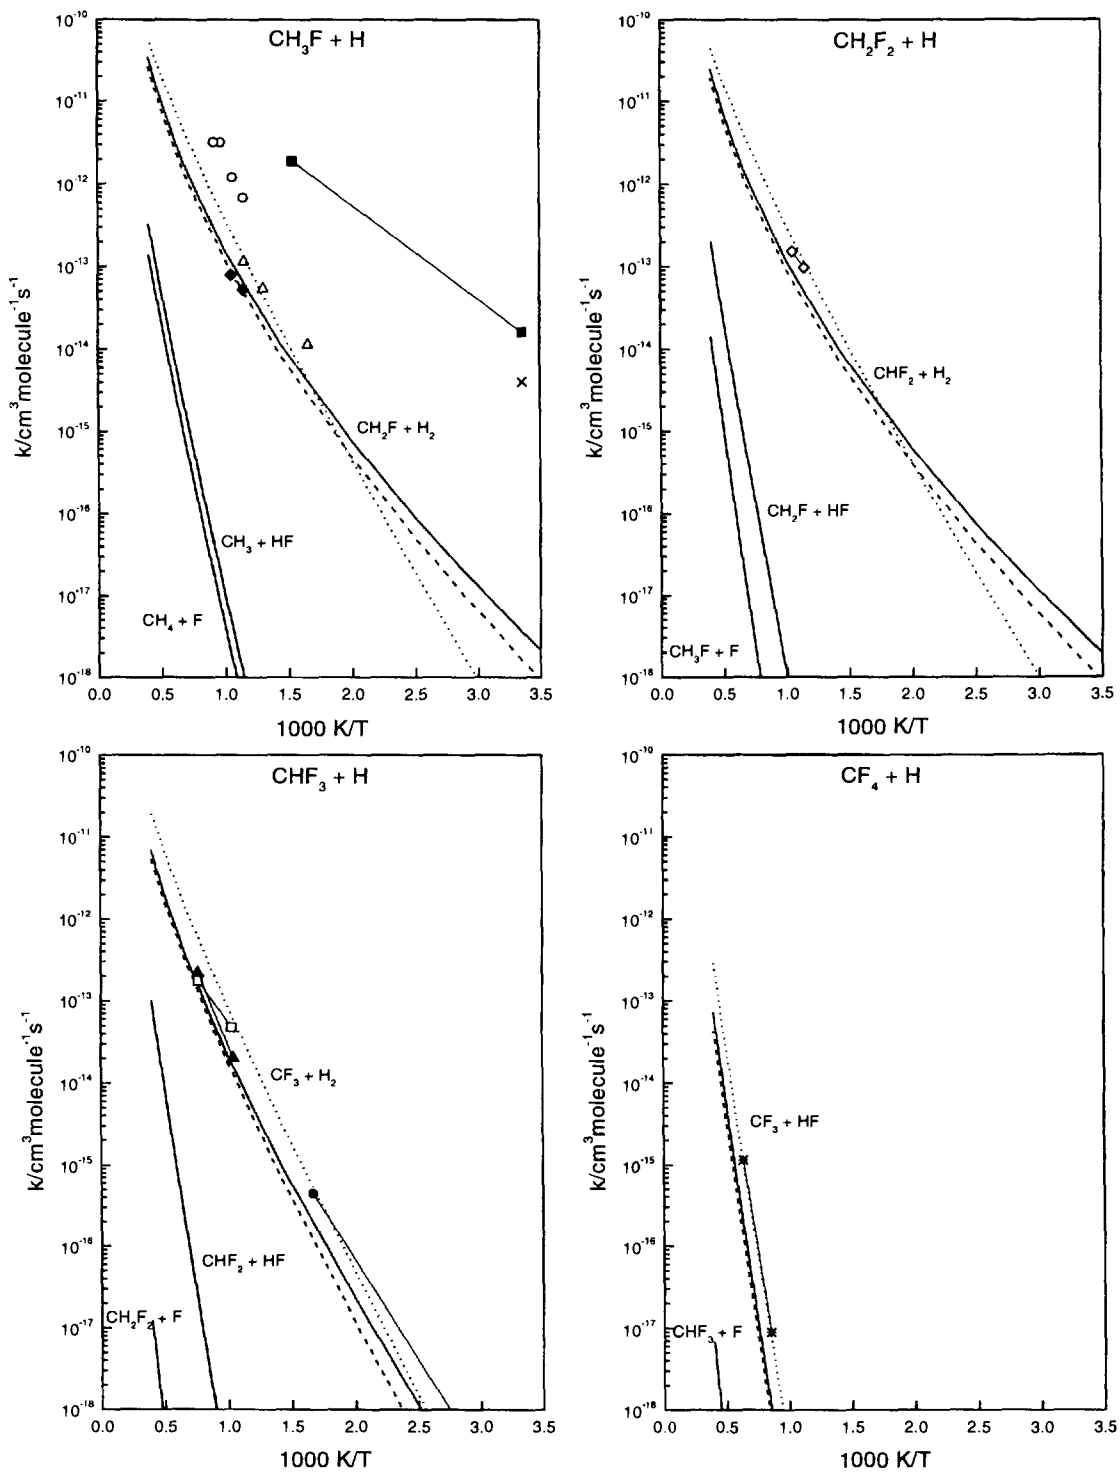 CH₃F + H
k/cm³molecule⁻¹s⁻¹
10⁻¹⁰
10⁻¹¹
10⁻¹²
10⁻¹³
10⁻¹⁴
10⁻¹⁵
10⁻¹⁶
10⁻¹⁷
10⁻¹⁸
CH₂F + H₂
CH₃ + HF
CH₄ + F
0.0 0.5 1.0 1.5 2.0 2.5 3.0 3.5
1000 K/T
CH₂F₂ + H
k/cm³molecule⁻¹s⁻¹
10⁻¹⁰
10⁻¹¹
10⁻¹²
10⁻¹³
10⁻¹⁴
10⁻¹⁵
10⁻¹⁶
10⁻¹⁷
10⁻¹⁸
CHF₂ + H₂
CH₂F + HF
CH₃F + F
0.0 0.5 1.0 1.5 2.0 2.5 3.0 3.5
1000 K/T
CHF₃ + H
k/cm³molecule⁻¹s⁻¹
10⁻¹⁰
10⁻¹¹
10⁻¹²
10⁻¹³
10⁻¹⁴
10⁻¹⁵
10⁻¹⁶
10⁻¹⁷
10⁻¹⁸
CF₃ + H₂
CHF₂ + HF
CH₂F₂ + F
0.0 0.5 1.0 1.5 2.0 2.5 3.0 3.5
1000 K/T
CF₄ + H
k/cm³molecule⁻¹s⁻¹
10⁻¹⁰
10⁻¹¹
10⁻¹²
10⁻¹³
10⁻¹⁴
10⁻¹⁵
10⁻¹⁶
10⁻¹⁷
10⁻¹⁸
CF₃ + HF
CHF₃ + F
0.0 0.5 1.0 1.5 2.0 2.5 3.0 3.5
1000 K/T